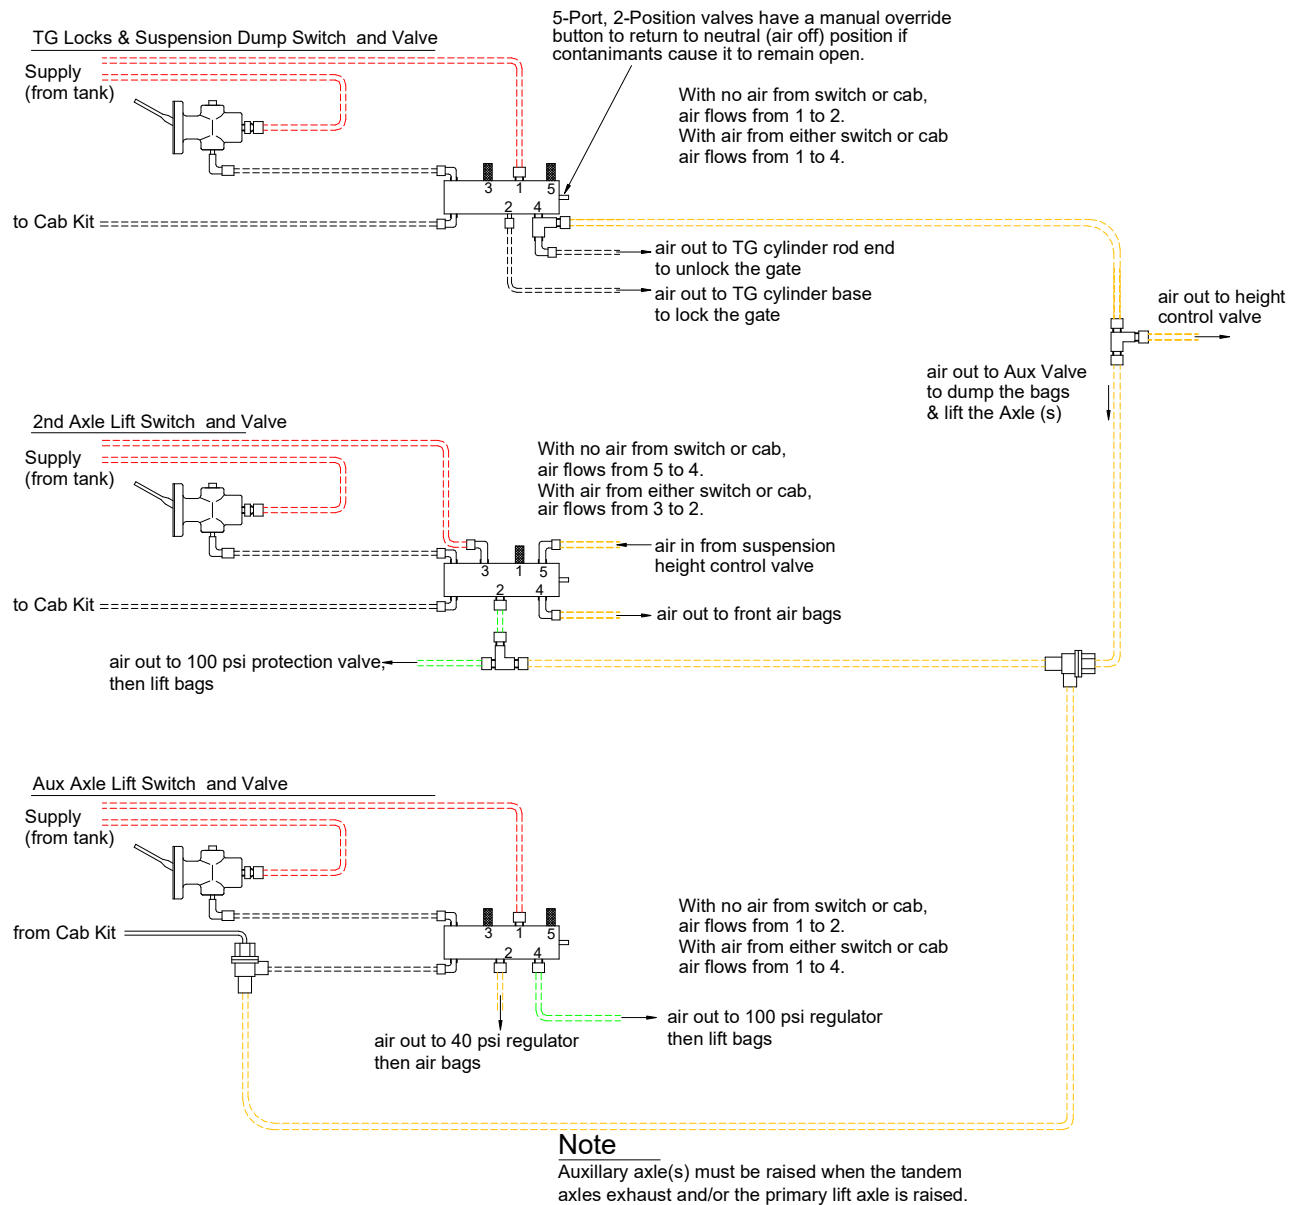 5-Port, 2-Position valves have a manual override
button to return to neutral (air off) position if
contanimants cause it to remain open.
TG Locks & Suspension Dump Switch and Valve
Supply
(from tank)
With no air from switch or cab,
air flows from 1 to 2.
With air from either switch or cab
air flows from 1 to 4.
3 1 5
2 4
to Cab Kit
air out to TG cylinder rod end
to unlock the gate
air out to TG cylinder base
to lock the gate
air out to height
control valve
air out to Aux Valve
to dump the bags
& lift the Axle (s)
2nd Axle Lift Switch and Valve
Supply
(from tank)
With no air from switch or cab,
air flows from 5 to 4.
With air from either switch or cab,
air flows from 3 to 2.
air in from suspension
height control valve
3 1 5
2 4
to Cab Kit
air out to front air bags
air out to 100 psi protection valve,
then lift bags
Aux Axle Lift Switch and Valve
Supply
(from tank)
With no air from switch or cab,
air flows from 1 to 2.
With air from either switch or cab
air flows from 1 to 4.
from Cab Kit
3 1 5
2 4
air out to 100 psi regulator
then lift bags
air out to 40 psi regulator
then air bags
Note
Auxillary axle(s) must be raised when the tandem
axles exhaust and/or the primary lift axle is raised.